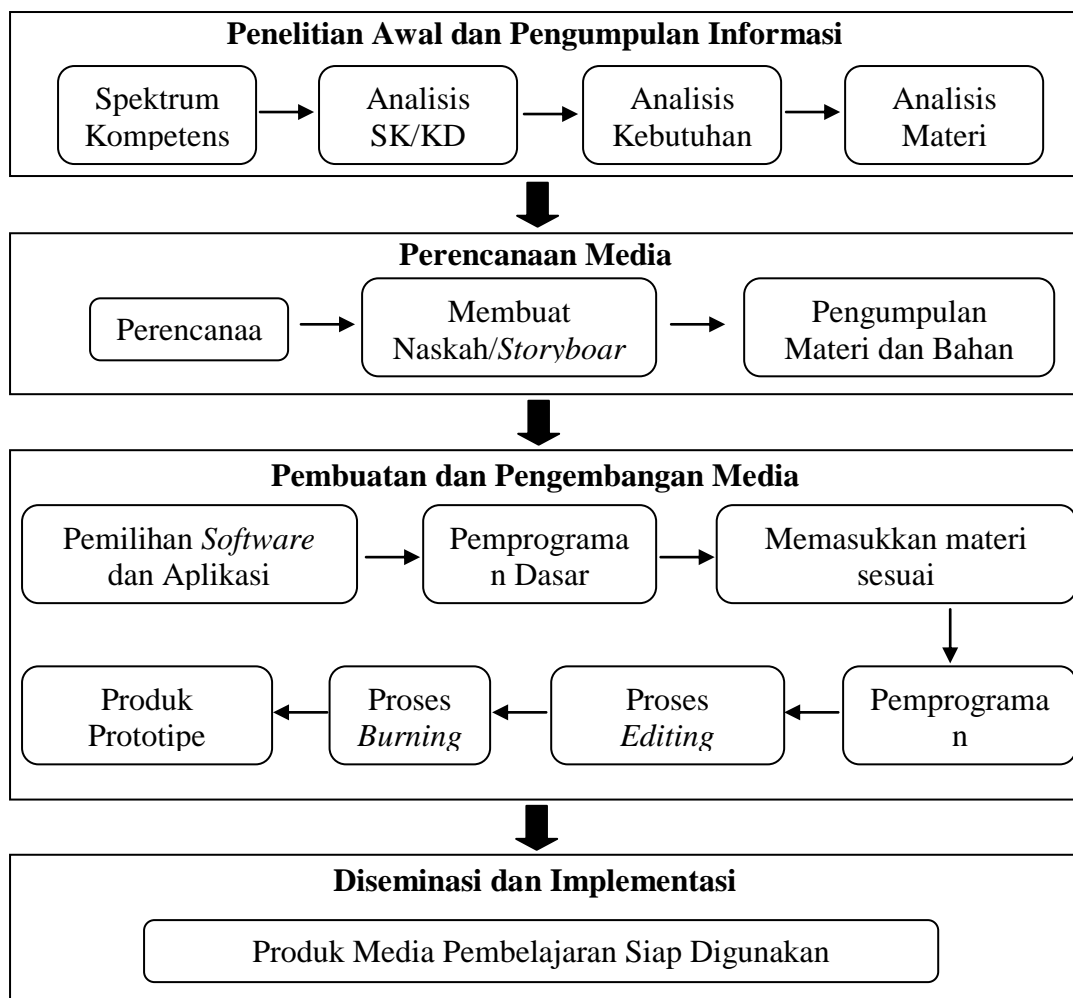 Penelitian Awal dan Pengumpulan Informasi
Spektrum
Kompetens
Analisis
SK/KD
Analisis
Kebutuhan
Analisis
Materi
Perencanaan Media
Perencanaa
Membuat
Naskah/Storyboar
Pengumpulan
Materi dan Bahan
Pembuatan dan Pengembangan Media
Pemilihan Software
dan Aplikasi
Pemprograma
n Dasar
Memasukkan materi
sesuai
Pemprograma
n
Proses
Editing
Proses
Burning
Produk
Prototipe
Diseminasi dan Implementasi
Produk Media Pembelajaran Siap Digunakan